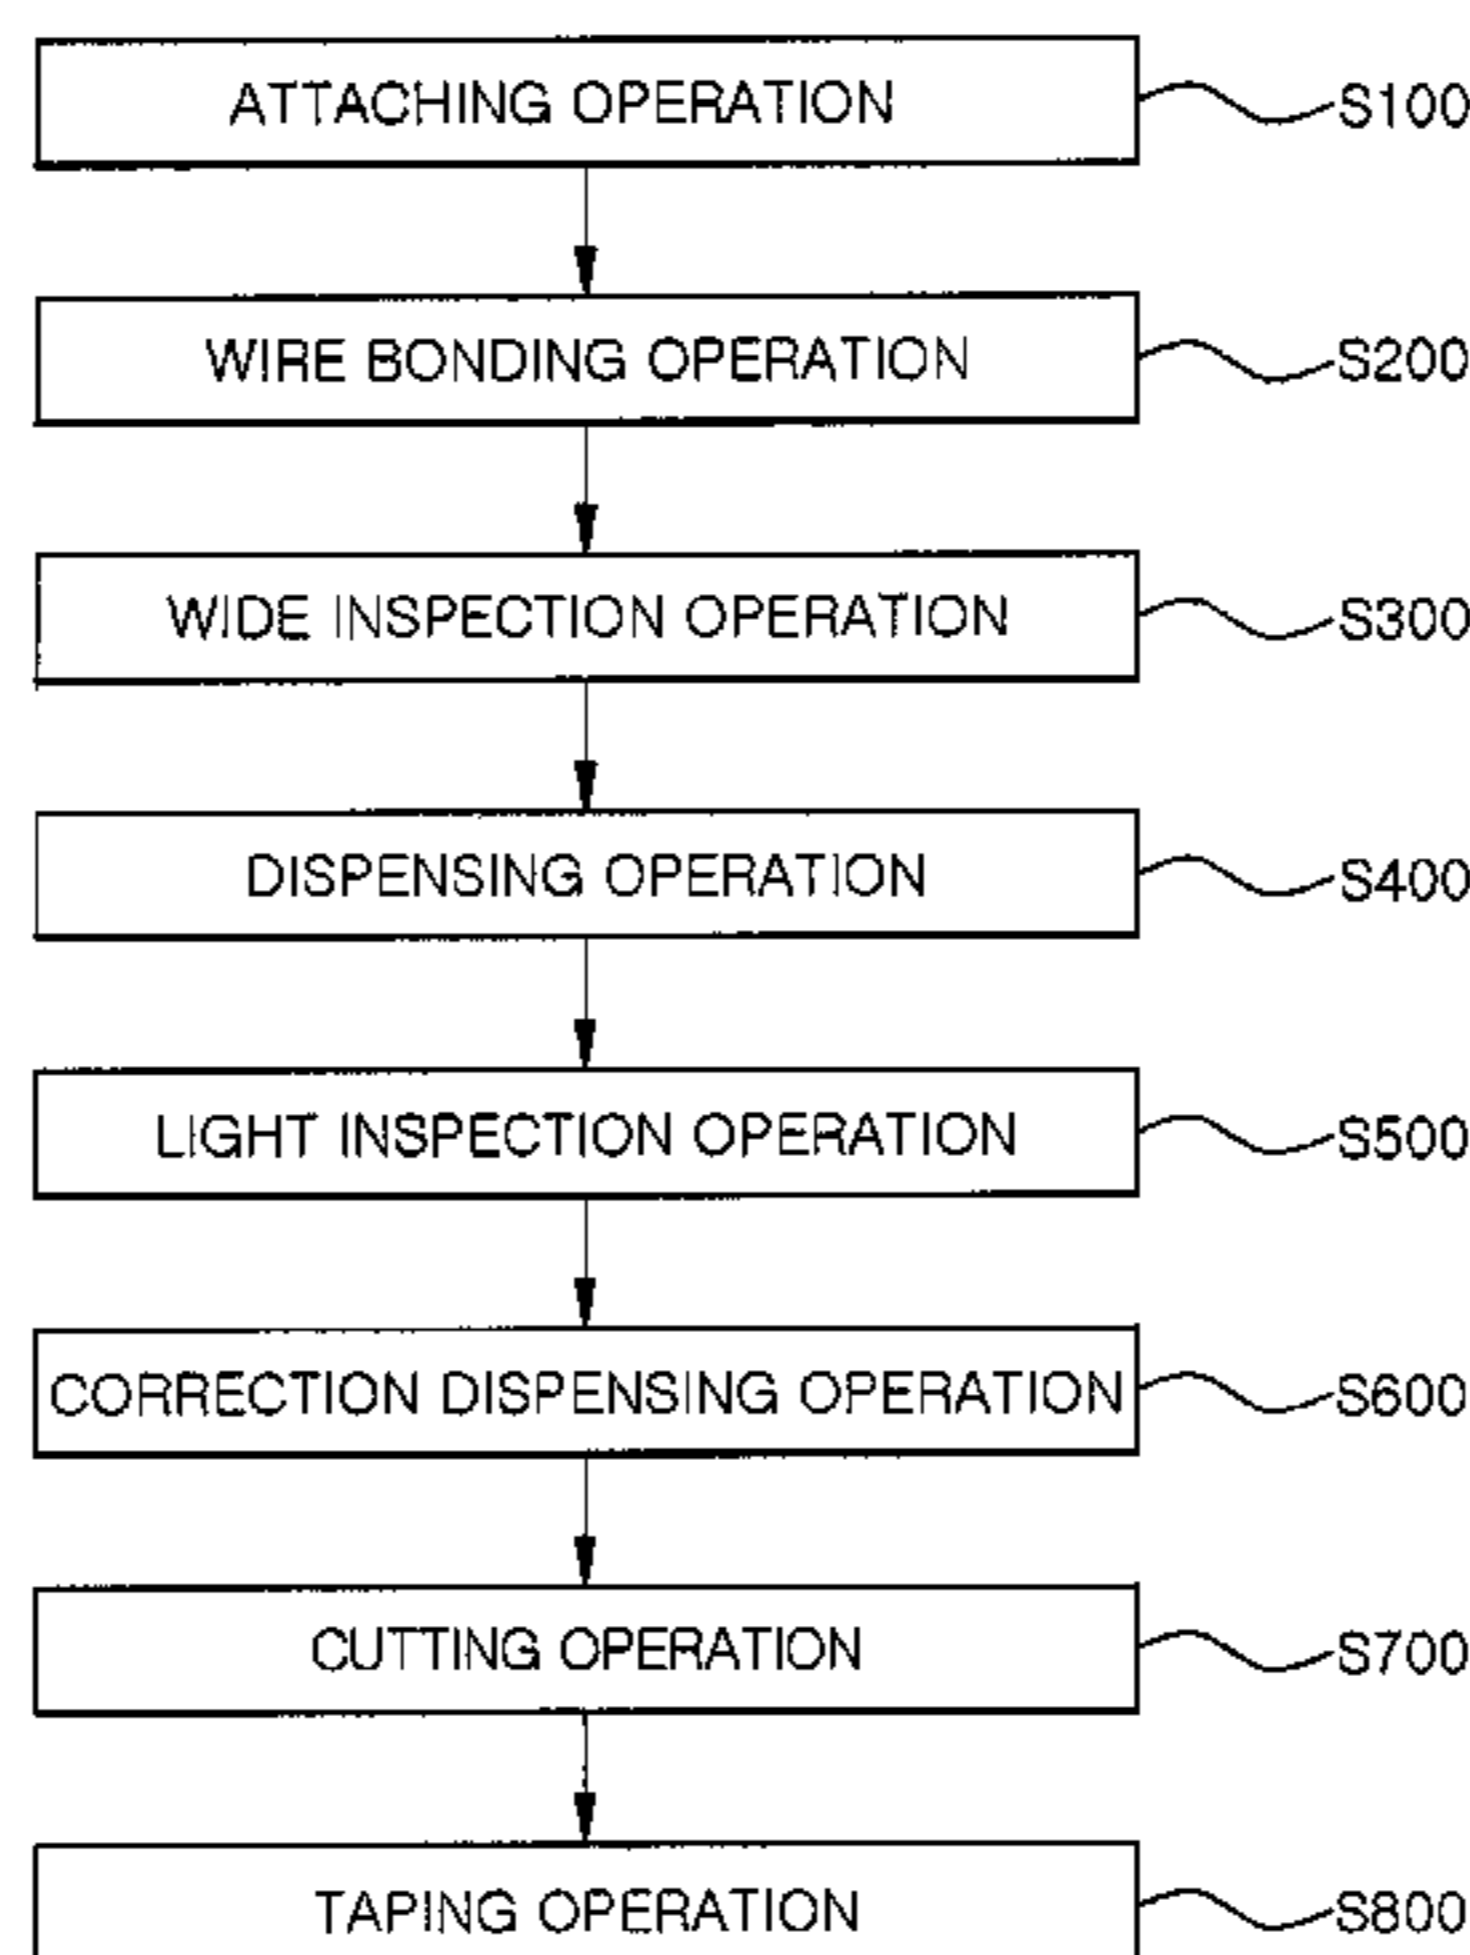 ATTACHING OPERATION S100
WIRE BONDING OPERATION S200
WIDE INSPECTION OPERATION S300
DISPENSING OPERATION S400
LIGHT INSPECTION OPERATION S500
CORRECTION DISPENSING OPERATION S600
CUTTING OPERATION S700
TAPING OPERATION S800